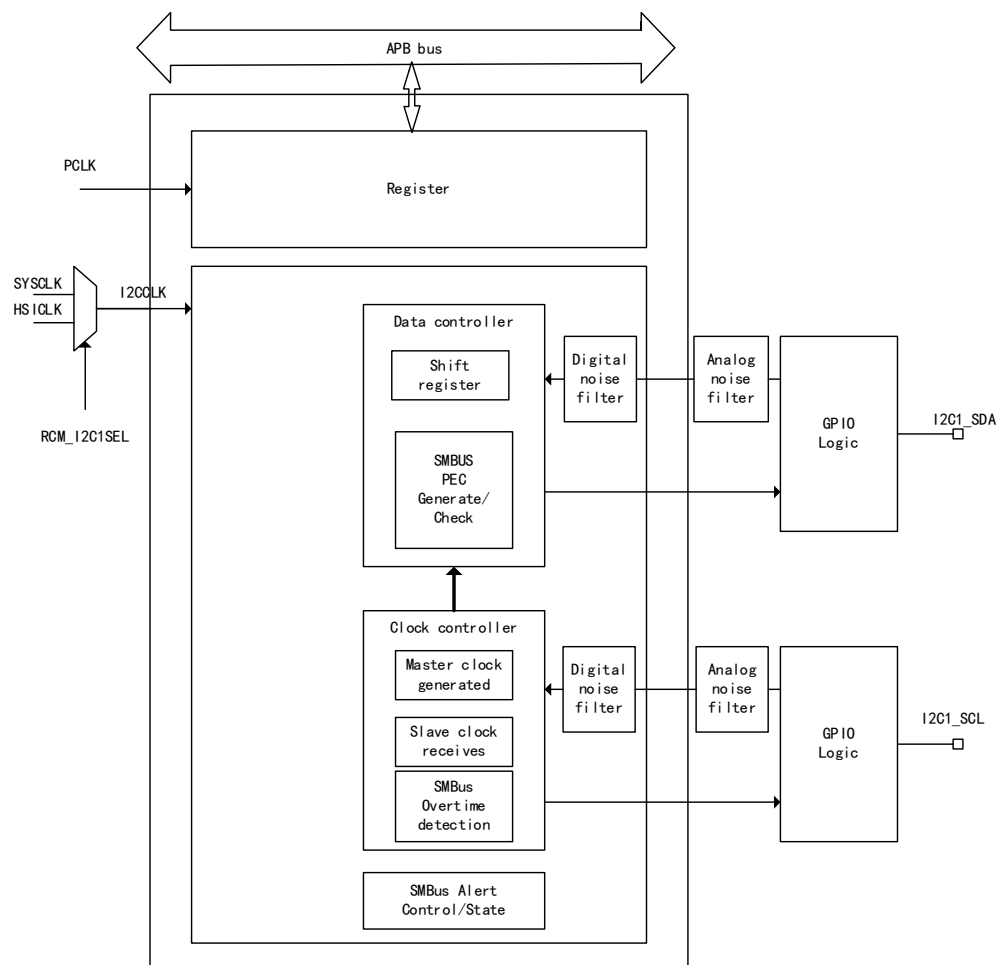 APB bus
PCLK
Register
SYSCLK
HSICLK
I2CCLK
RCM_I2C1SEL
Data controller
Shift
register
SMBUS
PEC
Generate/
Check
Digital
noise
filter
Analog
noise
filter
GPIO
Logic
I2C1_SDA
Clock controller
Master clock
generated
Slave clock
receives
SMBus
Overtime
detection
Digital
noise
filter
Analog
noise
filter
GPIO
Logic
I2C1_SCL
SMBus Alert
Control/State